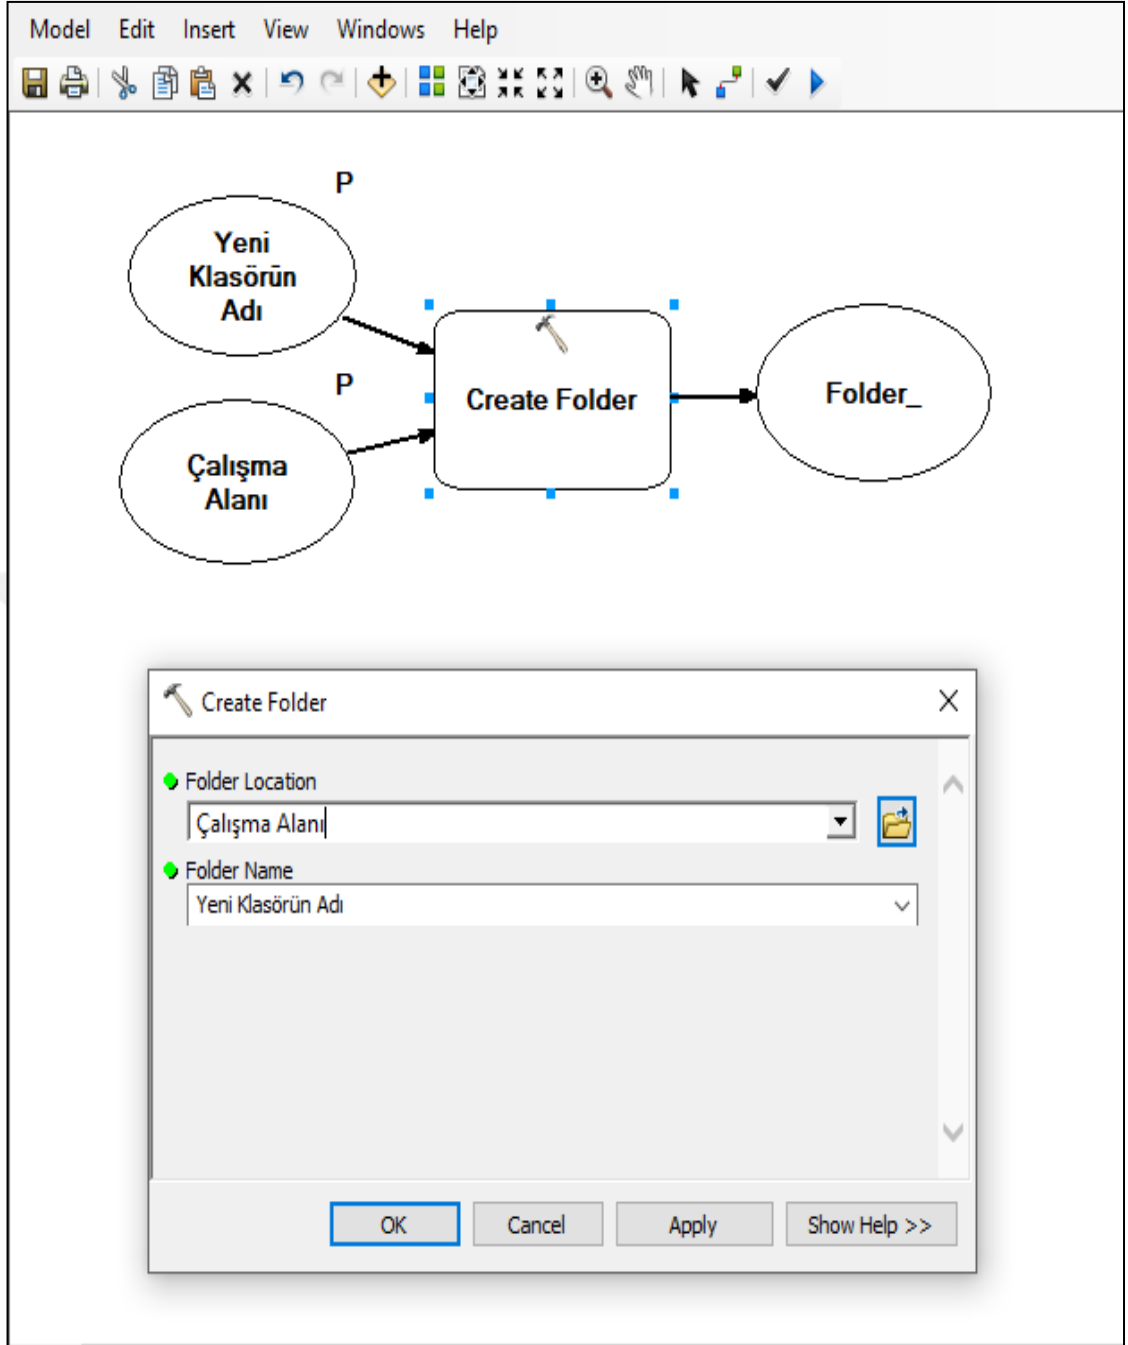 Model Edit Insert View Windows Help
P
Yeni
Klasörün
Adı
P
Çalışma
Alanı
Create Folder
Folder_
Create Folder
Folder Location
Çalışma Alanı
Folder Name
Yeni Klasörün Adı
OK Cancel Apply Show Help >>